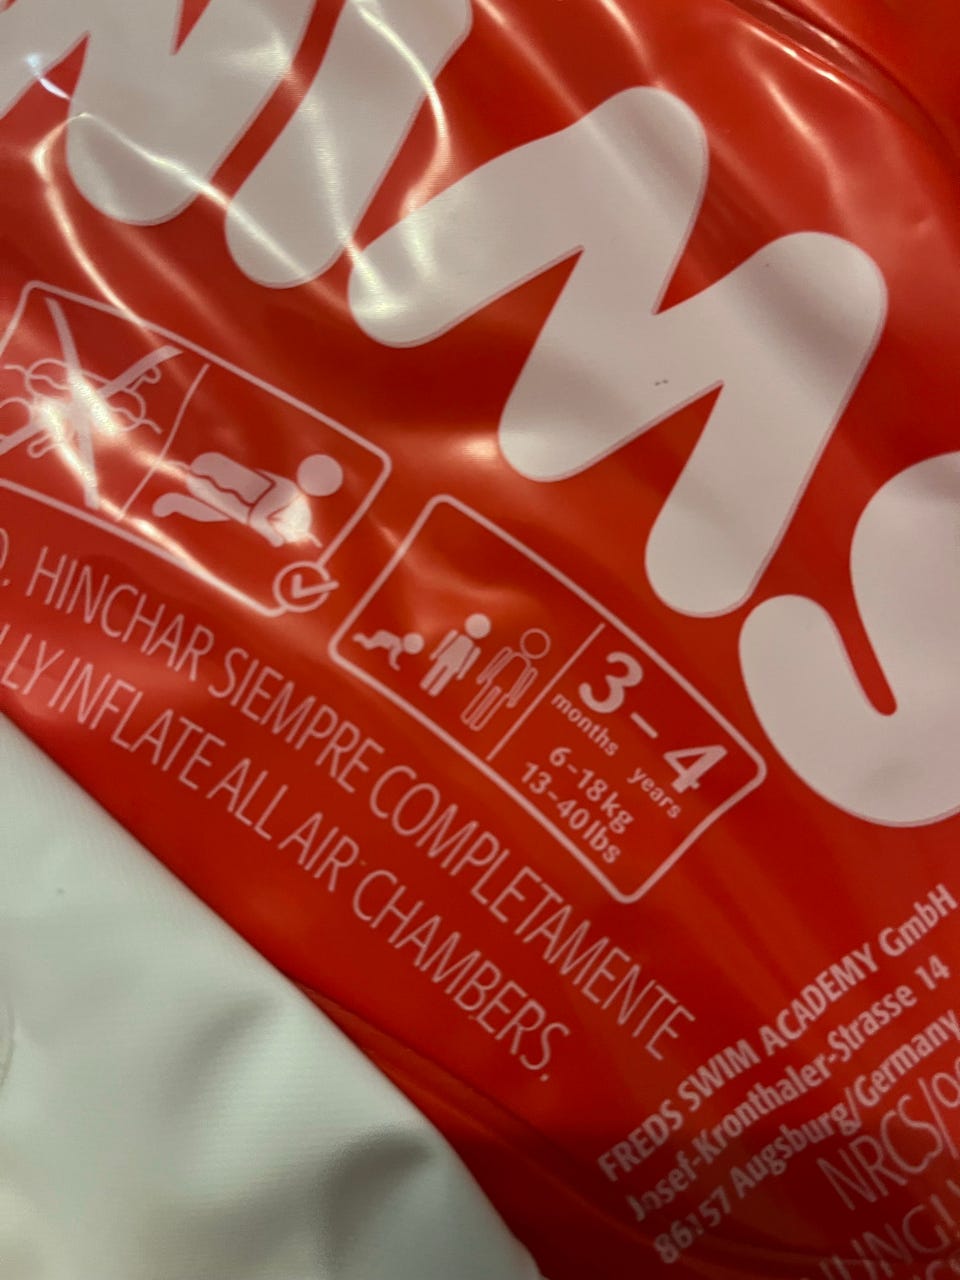 HINCHAR SIEMPRE COMPLETAMENTE
INFLATE ALL AIR CHAMBERS.
3 – 4
months years
6–18kg
13–40lbs
FREDS SWIM ACADEMY GmbH
Josef-Kronthaler-Strasse 14
86157 Augsburg/Germany